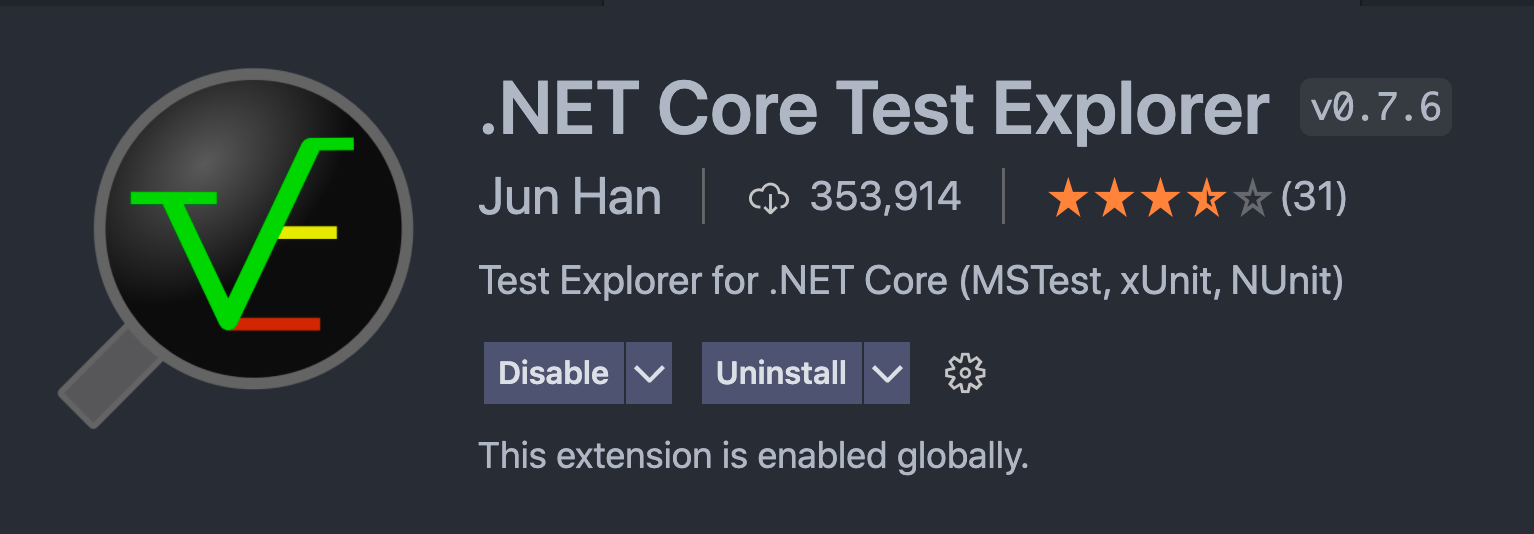 .NET Core Test Explorer v0.7.6
Jun Han 353,914 (31)
Test Explorer for .NET Core (MSTest, xUnit, NUnit)
Disable Uninstall
This extension is enabled globally.